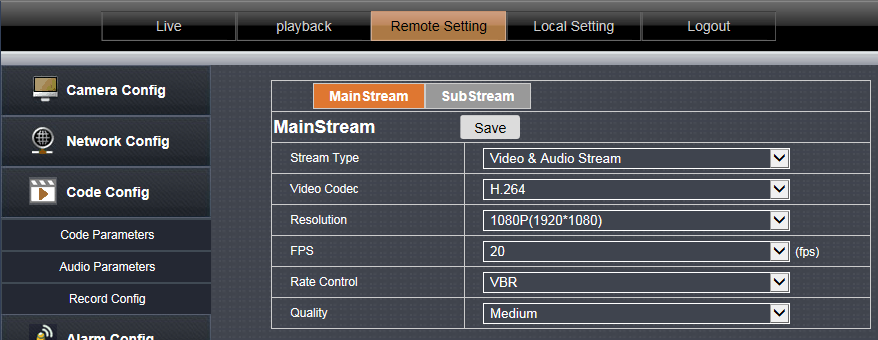 Live playback Remote Setting Local Setting Logout
Camera Config
Network Config
Code Config
Code Parameters
Audio Parameters
Record Config
Alarm Config
MainStream SubStream
MainStream Save
Stream Type Video & Audio Stream
Video Codec H.264
Resolution 1080P(1920*1080)
FPS 20 (fps)
Rate Control VBR
Quality Medium